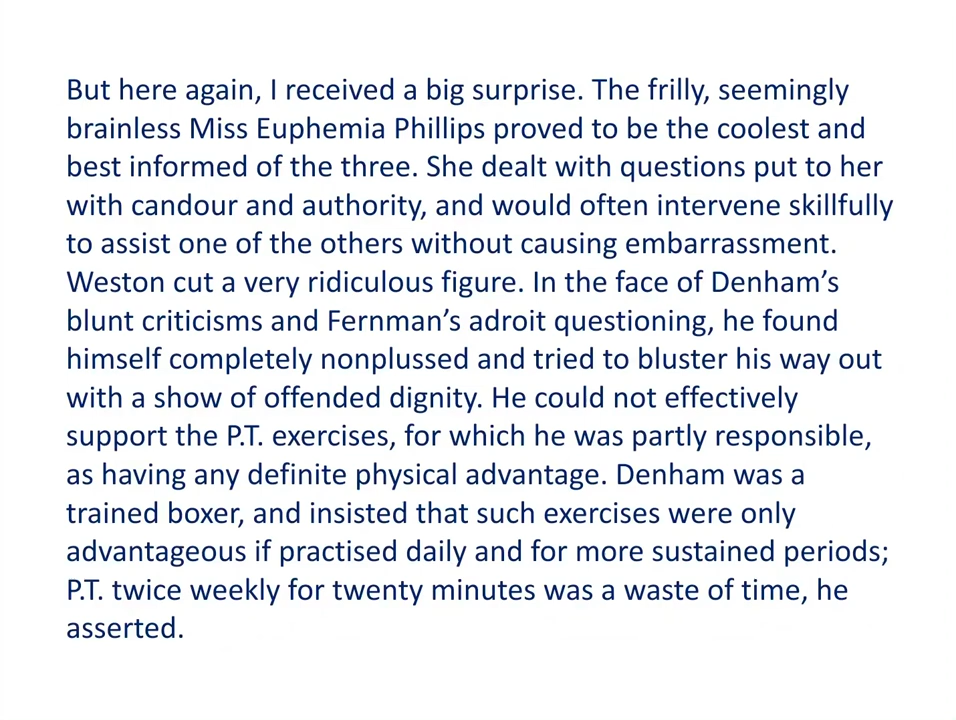 But here again, I received a big surprise. The frilly, seemingly
brainless Miss Euphemia Phillips proved to be the coolest and
best informed of the three. She dealt with questions put to her
with candour and authority, and would often intervene skillfully
to assist one of the others without causing embarrassment.
Weston cut a very ridiculous figure. In the face of Denham’s
blunt criticisms and Fernman’s adroit questioning, he found
himself completely nonplussed and tried to bluster his way out
with a show of offended dignity. He could not effectively
support the P.T. exercises, for which he was partly responsible,
as having any definite physical advantage. Denham was a
trained boxer, and insisted that such exercises were only
advantageous if practised daily and for more sustained periods;
P.T. twice weekly for twenty minutes was a waste of time, he
asserted.